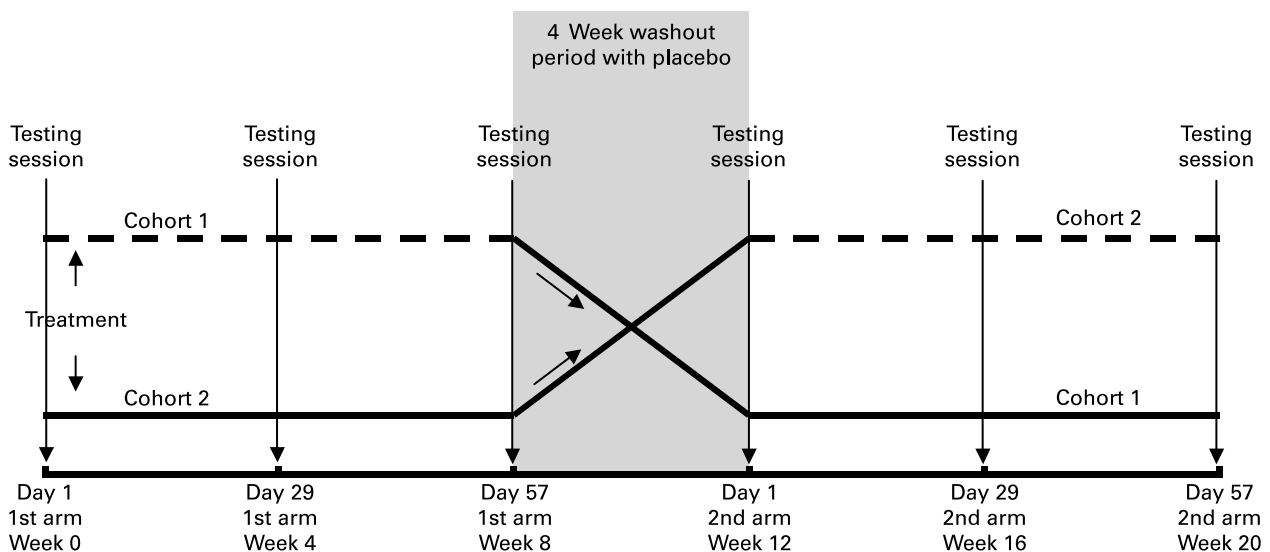 4 Week washout
period with placebo
Testing
session
Testing
session
Testing
session
Testing
session
Testing
session
Testing
session
Cohort 1
Cohort 2
Treatment
Cohort 2
Cohort 1
Day 1
1st arm
Week 0
Day 29
1st arm
Week 4
Day 57
1st arm
Week 8
Day 1
2nd arm
Week 12
Day 29
2nd arm
Week 16
Day 57
2nd arm
Week 20